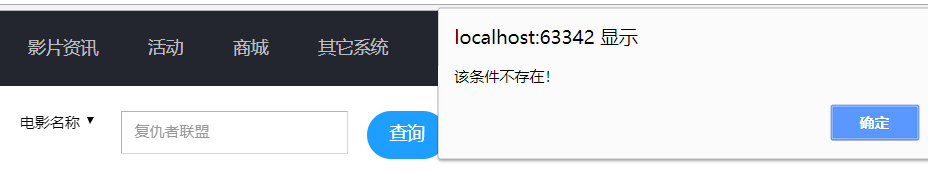 影片资讯 活动 商城 其它系统
localhost:63342 显示
该条件不存在！
确定
电影名称 ▼ 复仇者联盟 查询